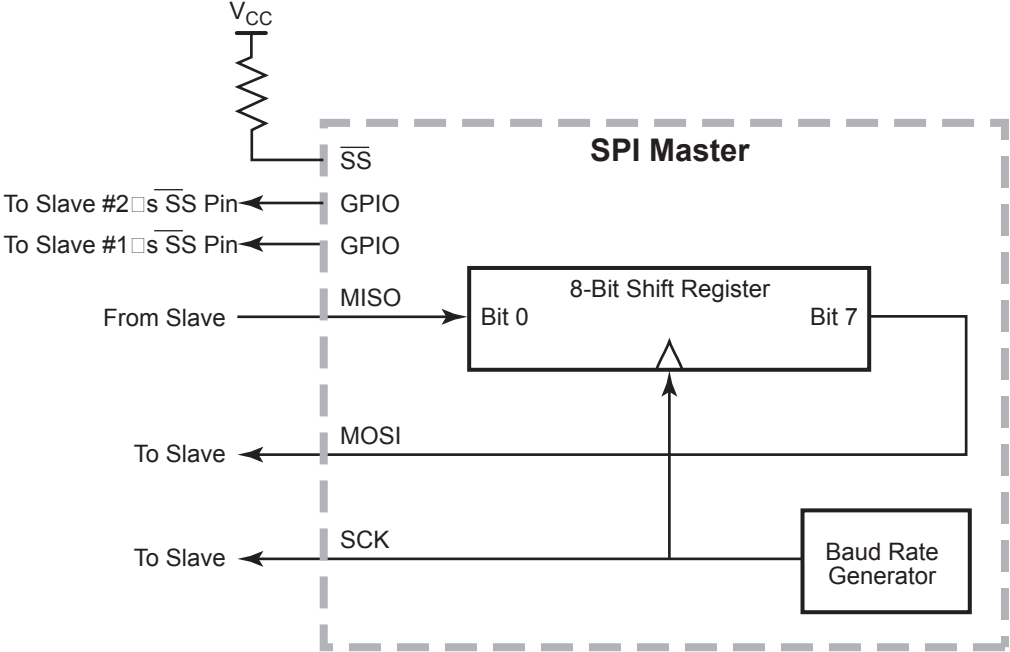 VCC
SPI Master
SS
To Slave #2□s SS Pin GPIO
To Slave #1□s SS Pin GPIO
MISO
8-Bit Shift Register
From Slave
Bit 0
Bit 7
MOSI
To Slave
SCK
To Slave
Baud Rate
Generator